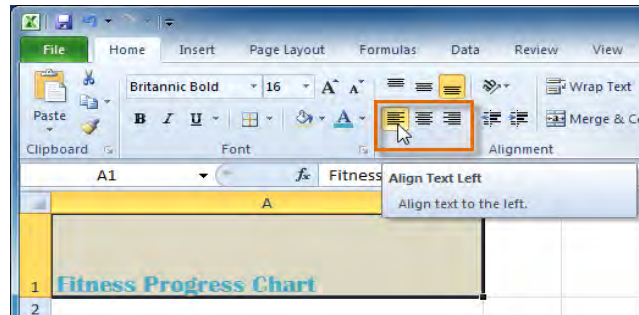 File Home Insert Page Layout Formulas Data Review View
Britannic Bold 16 A A Wrap Text
Paste B I U A Merge &
Clipboard Font Alignment
A1 fx Fitness
Align Text Left
Align text to the left.
A
1 Fitness Progress Chart
2